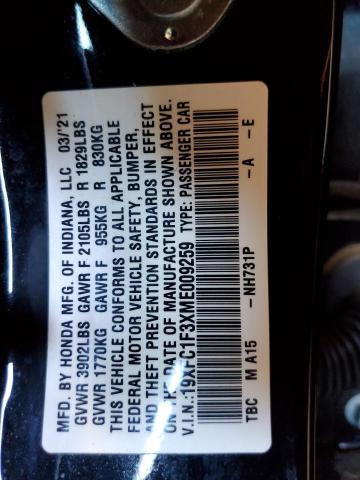 MFD. BY HONDA MFG. OF INDIANA, LLC 03/'21
GVWR 3902LBS GAWR F 2105LBS R 1829LBS
GVWR 1770KG GAWR F 955KG R 830KG
THIS VEHICLE CONFORMS TO ALL APPLICABLE
FEDERAL MOTOR VEHICLE SAFETY, BUMPER,
AND THEFT PREVENTION STANDARDS IN EFFECT
ON THE DATE OF MANUFACTURE SHOWN ABOVE.
V.I.N.:19XFC1F3XME009259 TYPE: PASSENGER CAR
TBC M A15 -NH731P -A -E